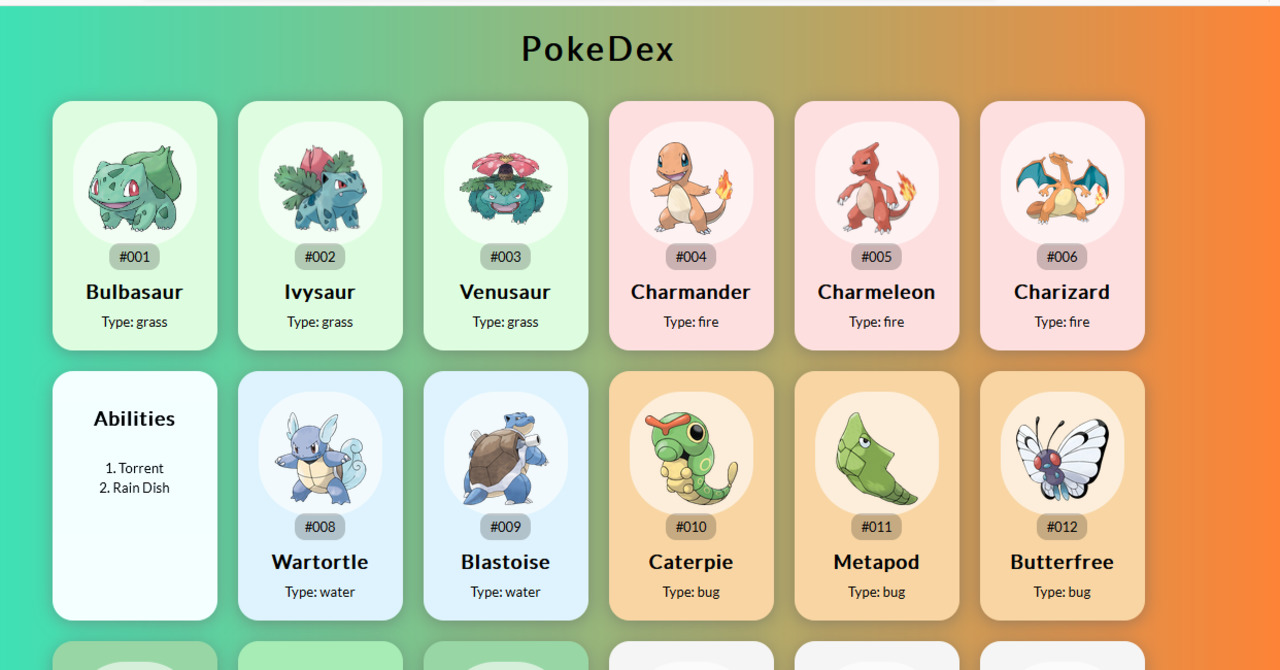 PokeDex
#001
Bulbasaur
Type: grass
#002
Ivysaur
Type: grass
#003
Venusaur
Type: grass
#004
Charmander
Type: fire
#005
Charmeleon
Type: fire
#006
Charizard
Type: fire
Abilities
1. Torrent
2. Rain Dish
#008
Wartortle
Type: water
#009
Blastoise
Type: water
#010
Caterpie
Type: bug
#011
Metapod
Type: bug
#012
Butterfree
Type: bug